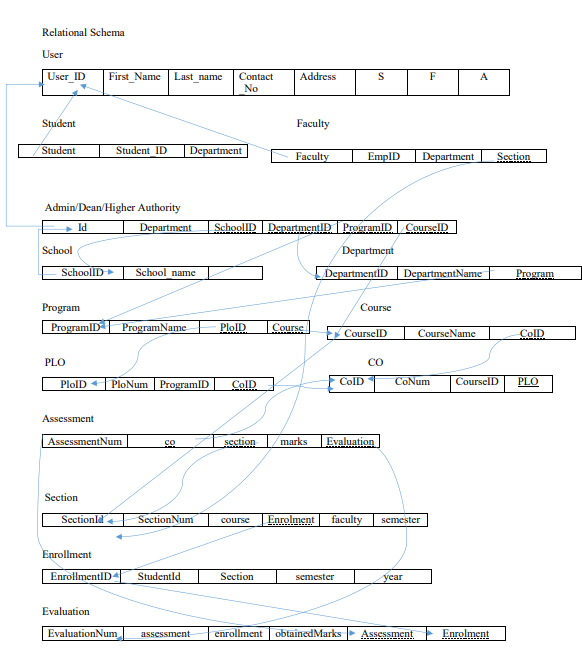 Relational Schema
User
User_ID First_Name Last_name Contact _No Address S F A
Student Faculty
Student Student_ID Department
Faculty EmpID Department Section
Admin/Dean/Higher Authority
Id Department SchoolID DepartmentID ProgramID CourseID
School Department
SchoolID School_name
DepartmentID DepartmentName Program
Program Course
ProgramID ProgramName PloID Course
CourseID CourseName CoID
PLO CO
PloID PloNum ProgramID CoID
CoID CoNum CourseID PLO
Assessment
AssessmentNum co section marks Evaluation
Section
SectionId SectionNum course Enrolment faculty semester
Enrollment
EnrollmentID StudentId Section semester year
Evaluation
EvaluationNum assessment enrollment obtainedMarks Assessment Enrolment